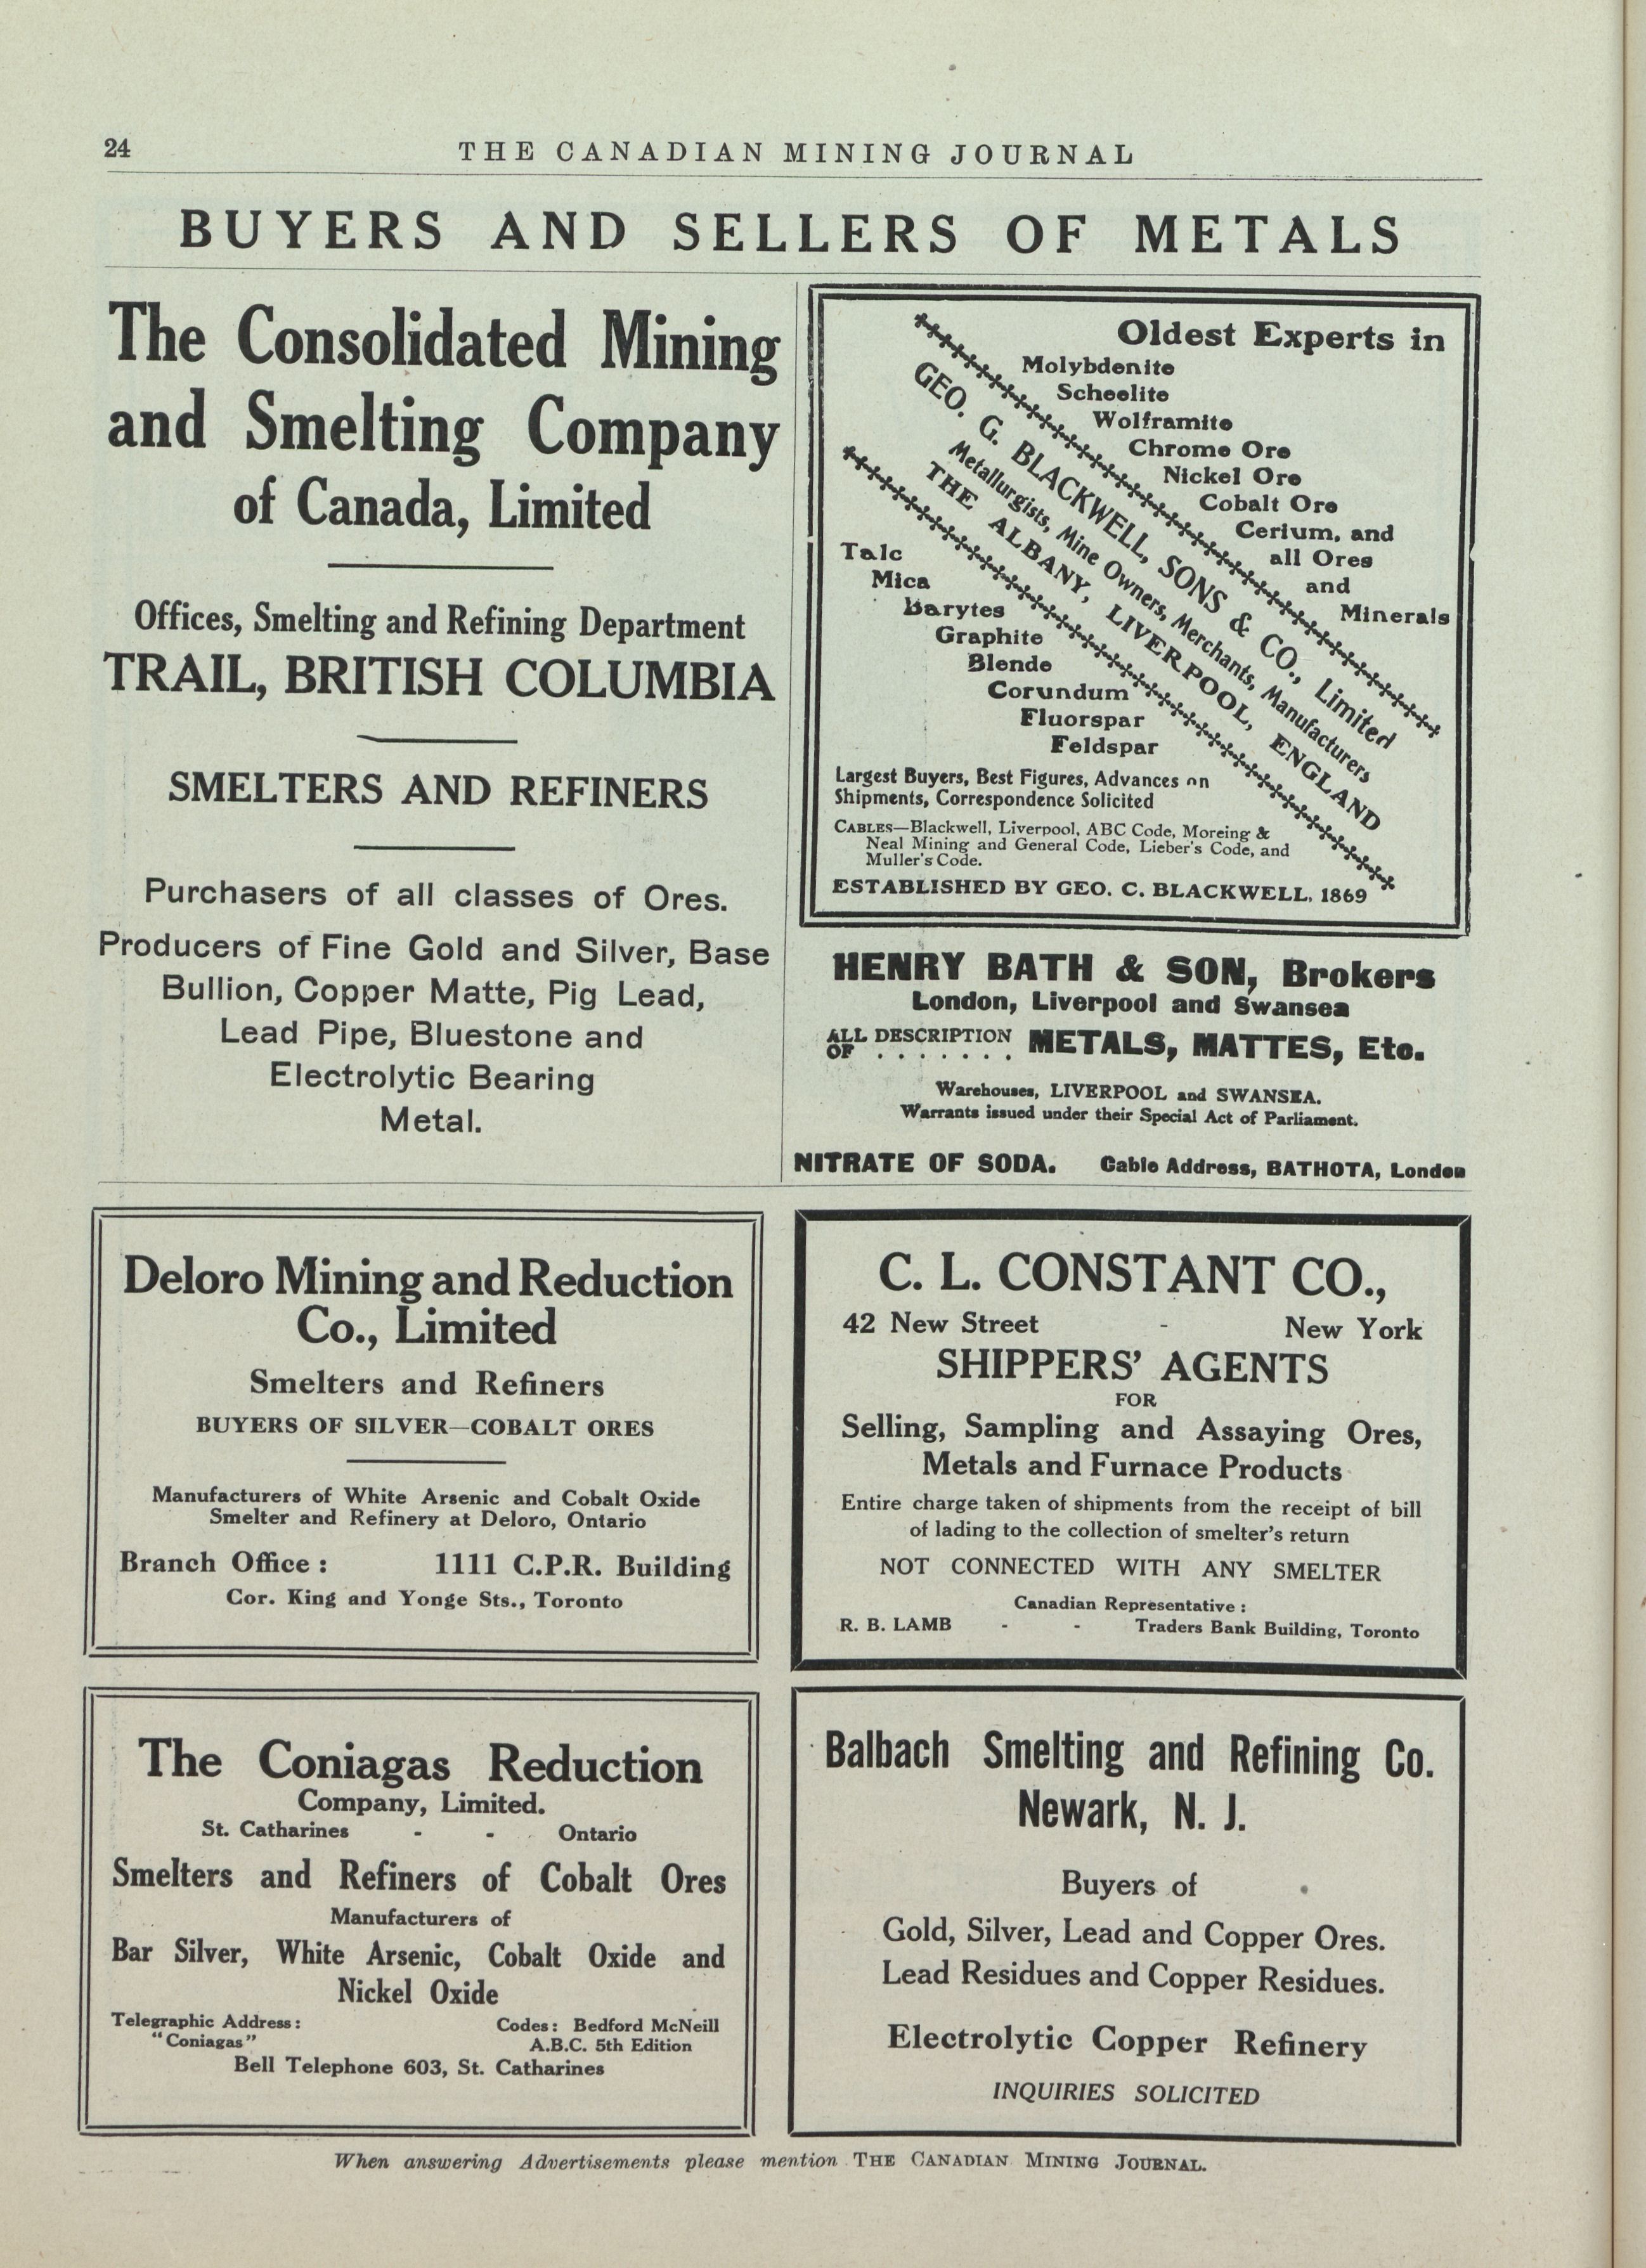 24
THE CANADIAN MINING JOURNAL
BUYERS AND SELLERS OF METALS
The Consolidated Mining
and Smelting Company
of Canada, Limited
Offices, Smelting and Refining Department
TRAIL, BRITISH COLUMBIA
SMELTERS AND REFINERS
Purchasers of all classes of Ores.
Producers of Fine Gold and Silver, Base
Bullion, Copper Matte, Pig Lead,
Lead Pipe, Bluestone and
Electrolytic Bearing
Metal.
Oldest Experts in
Molybdenite
Scheelite
Wolframite
Chrome Ore
Nickel Ore
Cobalt Ore
Cerium, and
all Ores
and
Minerals
GEO. G. BLACKWELL, SONS & CO., Limited
Metallurgists, Mine Owners, Merchants, Manufacturers
THE ALBANY, LIVERPOOL, ENGLAND
Talc
Mica
Barytes
Graphite
Blende
Corundum
Fluorspar
Feldspar
Largest Buyers, Best Figures, Advances on
Shipments, Correspondence Solicited
CABLES—Blackwell, Liverpool, ABC Code, Moreing &
Neal Mining and General Code, Lieber's Code, and
Muller's Code.
ESTABLISHED BY GEO. C. BLACKWELL, 1869
HENRY BATH & SON, Brokers
London, Liverpool and Swansea
ALL DESCRIPTION
OF . . . . . . . METALS, MATTES, Etc.
Warehouses, LIVERPOOL and SWANSEA.
Warrants issued under their Special Act of Parliament.
NITRATE OF SODA. Cable Address, BATHOTA, London
Deloro Mining and Reduction
Co., Limited
Smelters and Refiners
BUYERS OF SILVER—COBALT ORES
Manufacturers of White Arsenic and Cobalt Oxide
Smelter and Refinery at Deloro, Ontario
Branch Office : 1111 C.P.R. Building
Cor. King and Yonge Sts., Toronto
C. L. CONSTANT CO.,
42 New Street - New York
SHIPPERS' AGENTS
FOR
Selling, Sampling and Assaying Ores,
Metals and Furnace Products
Entire charge taken of shipments from the receipt of bill
of lading to the collection of smelter's return
NOT CONNECTED WITH ANY SMELTER
Canadian Representative :
R. B. LAMB - - Traders Bank Building, Toronto
The Coniagas Reduction
Company, Limited.
St. Catharines - - Ontario
Smelters and Refiners of Cobalt Ores
Manufacturers of
Bar Silver, White Arsenic, Cobalt Oxide and
Nickel Oxide
Telegraphic Address : Codes : Bedford McNeill
"Coniagas" A.B.C. 5th Edition
Bell Telephone 603, St. Catharines
Balbach Smelting and Refining Co.
Newark, N. J.
Buyers of
Gold, Silver, Lead and Copper Ores.
Lead Residues and Copper Residues.
Electrolytic Copper Refinery
INQUIRIES SOLICITED
When answering Advertisements please mention THE CANADIAN MINING JOURNAL.